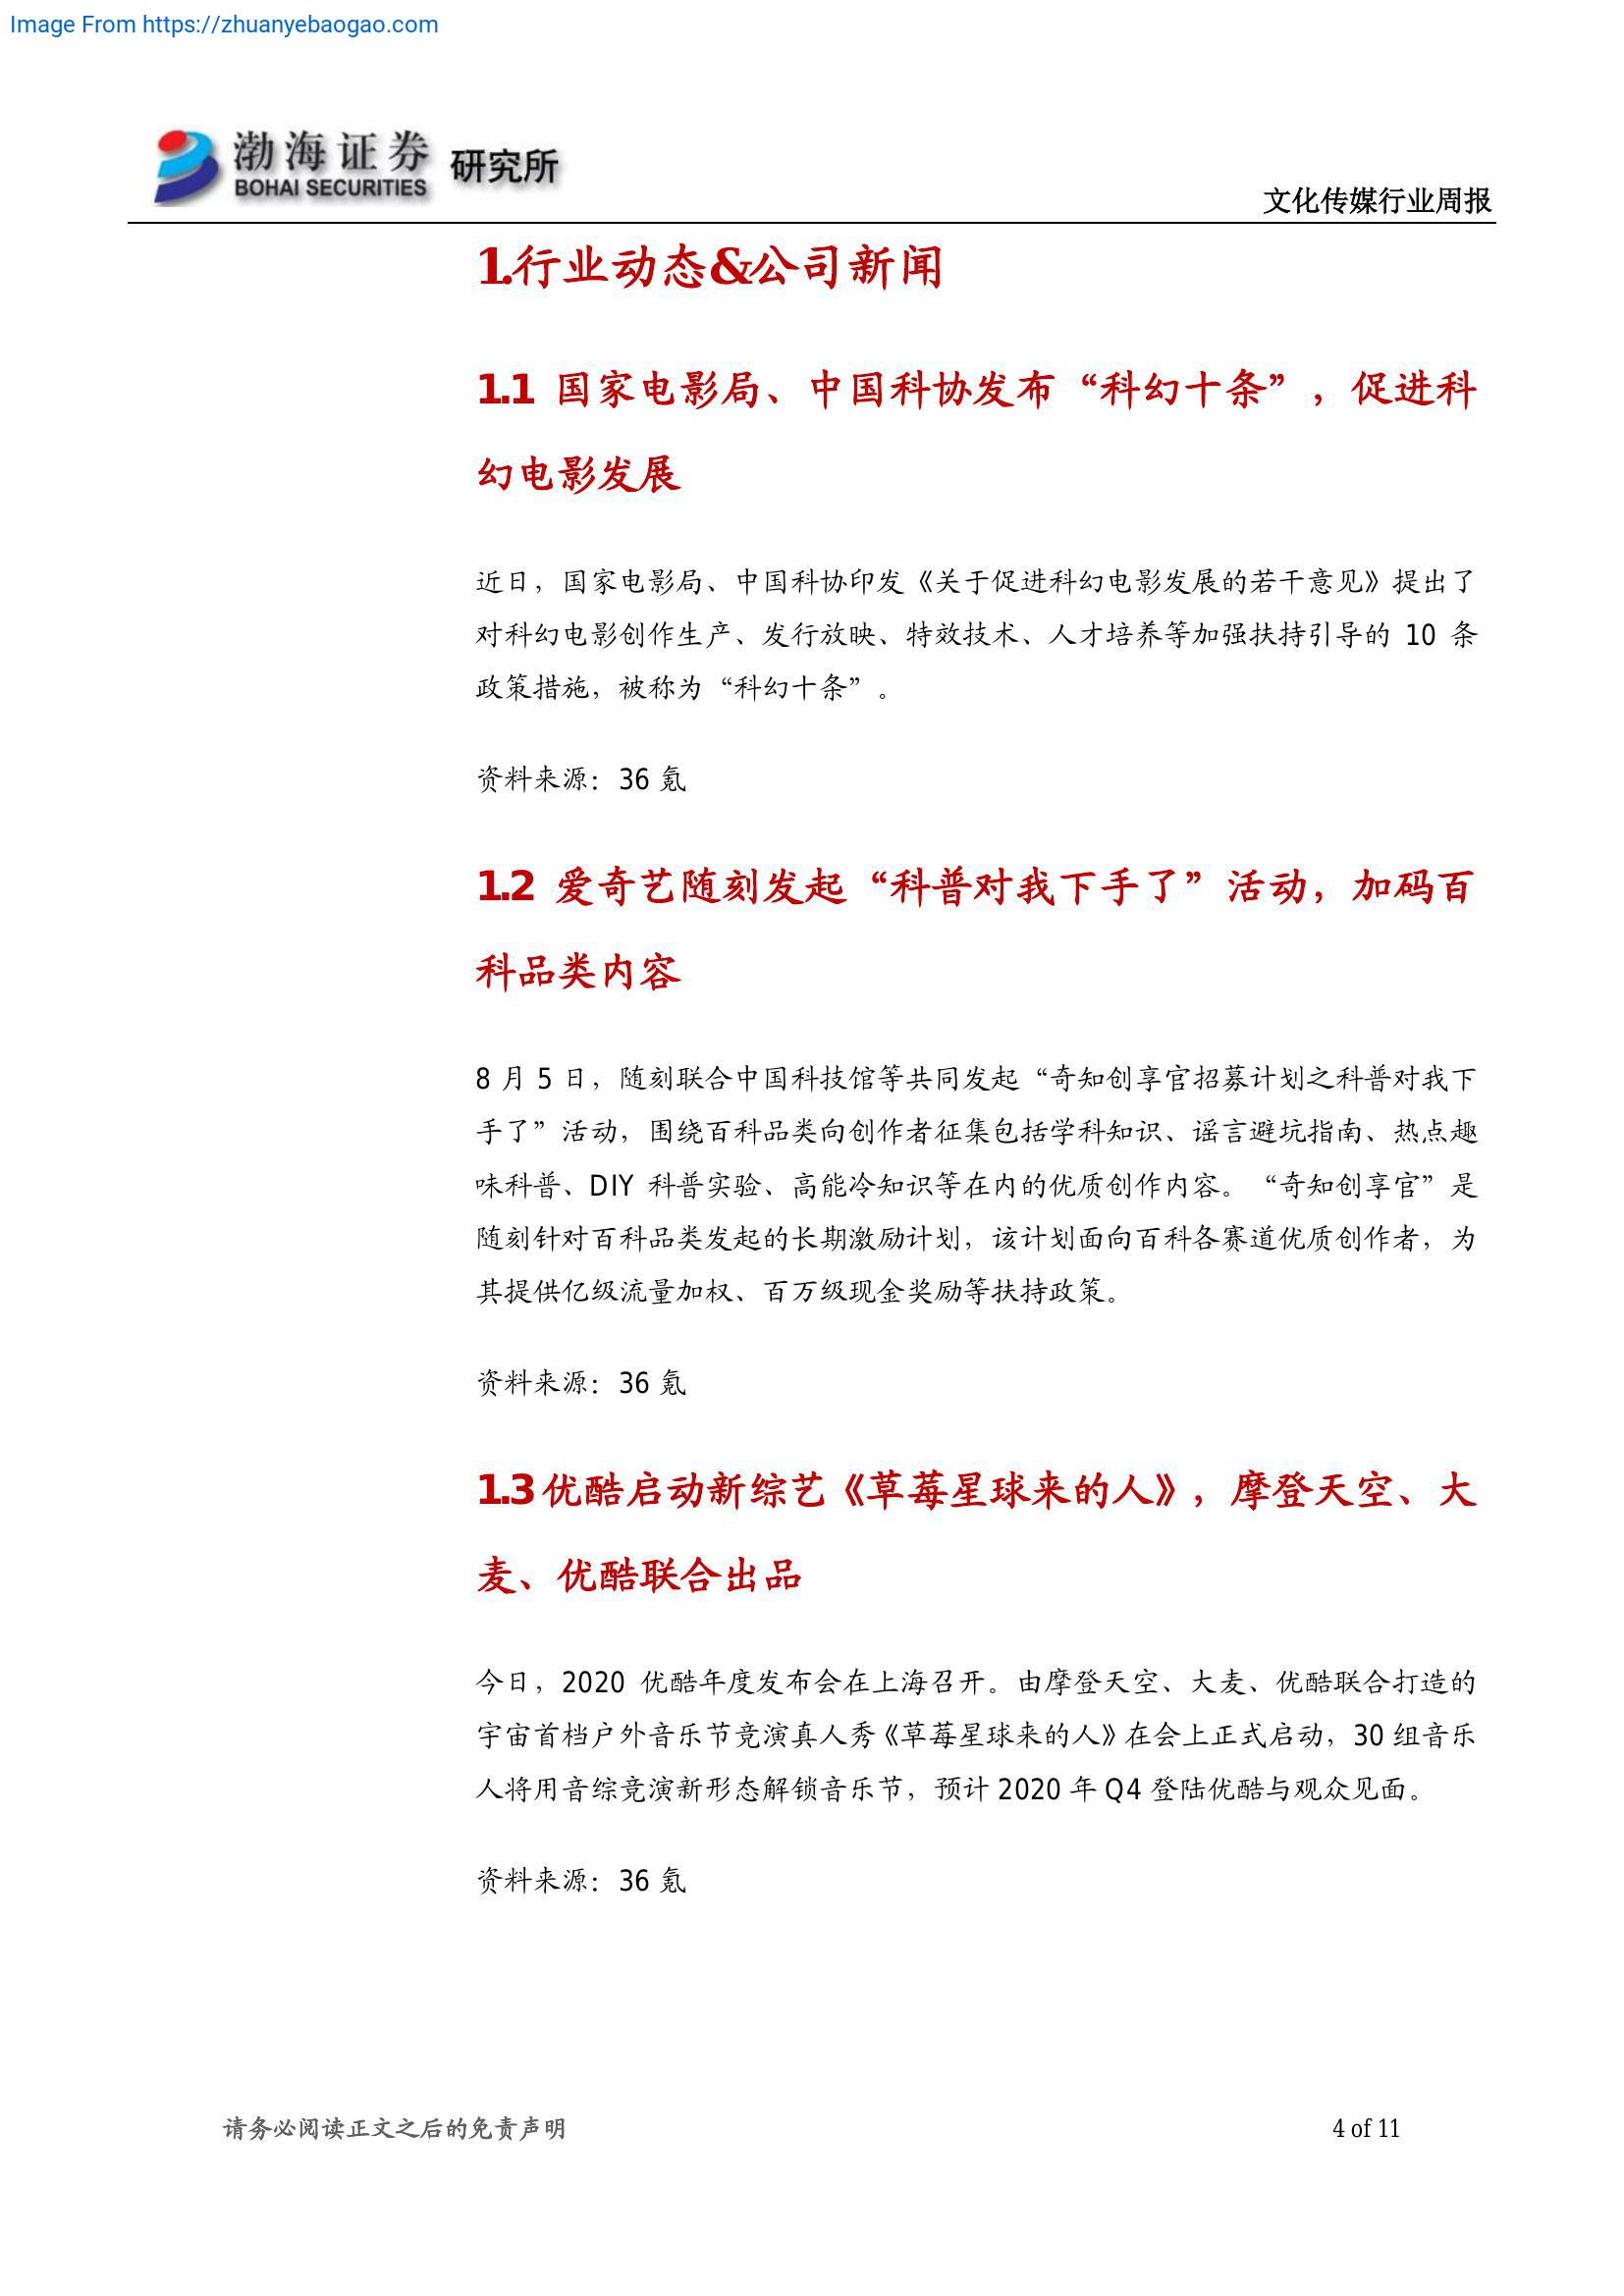 Image From https://zhuanyebaogao.com
渤海证券 研究所
BOHAI SECURITIES
文化传媒行业周报
1.行业动态&公司新闻
1.1 国家电影局、中国科协发布“科幻十条”，促进科
幻电影发展
近日，国家电影局、中国科协印发《关于促进科幻电影发展的若干意见》提出了
对科幻电影创作生产、发行放映、特效技术、人才培养等加强扶持引导的 10 条
政策措施，被称为“科幻十条”。
资料来源：36 氪
1.2 爱奇艺随刻发起“科普对我下手了”活动，加码百
科品类内容
8 月 5 日，随刻联合中国科技馆等共同发起“奇知创享官招募计划之科普对我下
手了”活动，围绕百科品类向创作者征集包括学科知识、谣言避坑指南、热点趣
味科普、DIY 科普实验、高能冷知识等在内的优质创作内容。“奇知创享官”是
随刻针对百科品类发起的长期激励计划，该计划面向百科各赛道优质创作者，为
其提供亿级流量加权、百万级现金奖励等扶持政策。
资料来源：36 氪
1.3 优酷启动新综艺《草莓星球来的人》，摩登天空、大
麦、优酷联合出品
今日，2020 优酷年度发布会在上海召开。由摩登天空、大麦、优酷联合打造的
宇宙首档户外音乐节竞演真人秀《草莓星球来的人》在会上正式启动，30 组音乐
人将用音综竞演新形态解锁音乐节，预计 2020 年 Q4 登陆优酷与观众见面。
资料来源：36 氪
请务必阅读正文之后的免责声明
4 of 11